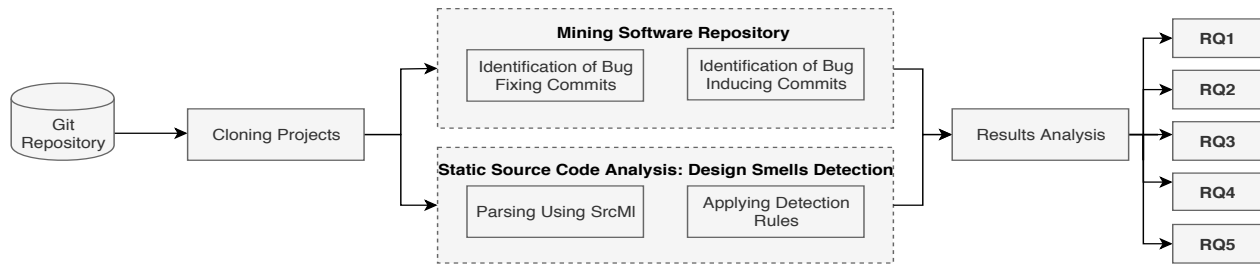 Git
Repository
Cloning Projects
Mining Software Repository
Identification of Bug
Fixing Commits
Identification of Bug
Inducing Commits
Static Source Code Analysis: Design Smells Detection
Parsing Using SrcMl
Applying Detection
Rules
Results Analysis
RQ1
RQ2
RQ3
RQ4
RQ5